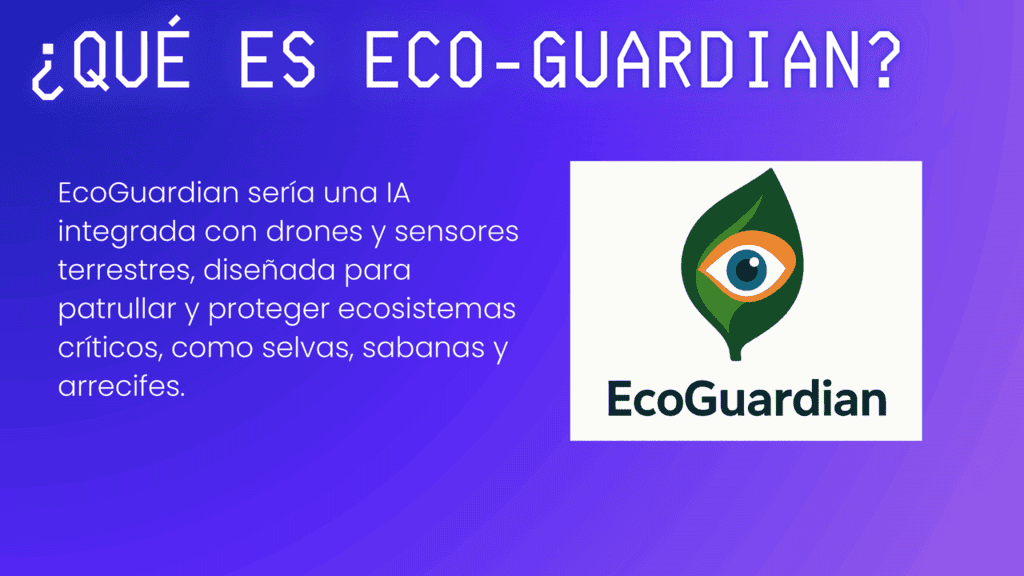 ¿QUÉ ES ECO-GUARDIAN?
EcoGuardian sería una IA
integrada con drones y sensores
terrestres, diseñada para
patrullar y proteger ecosistemas
críticos, como selvas, sabanas y
arrecifes.
EcoGuardian